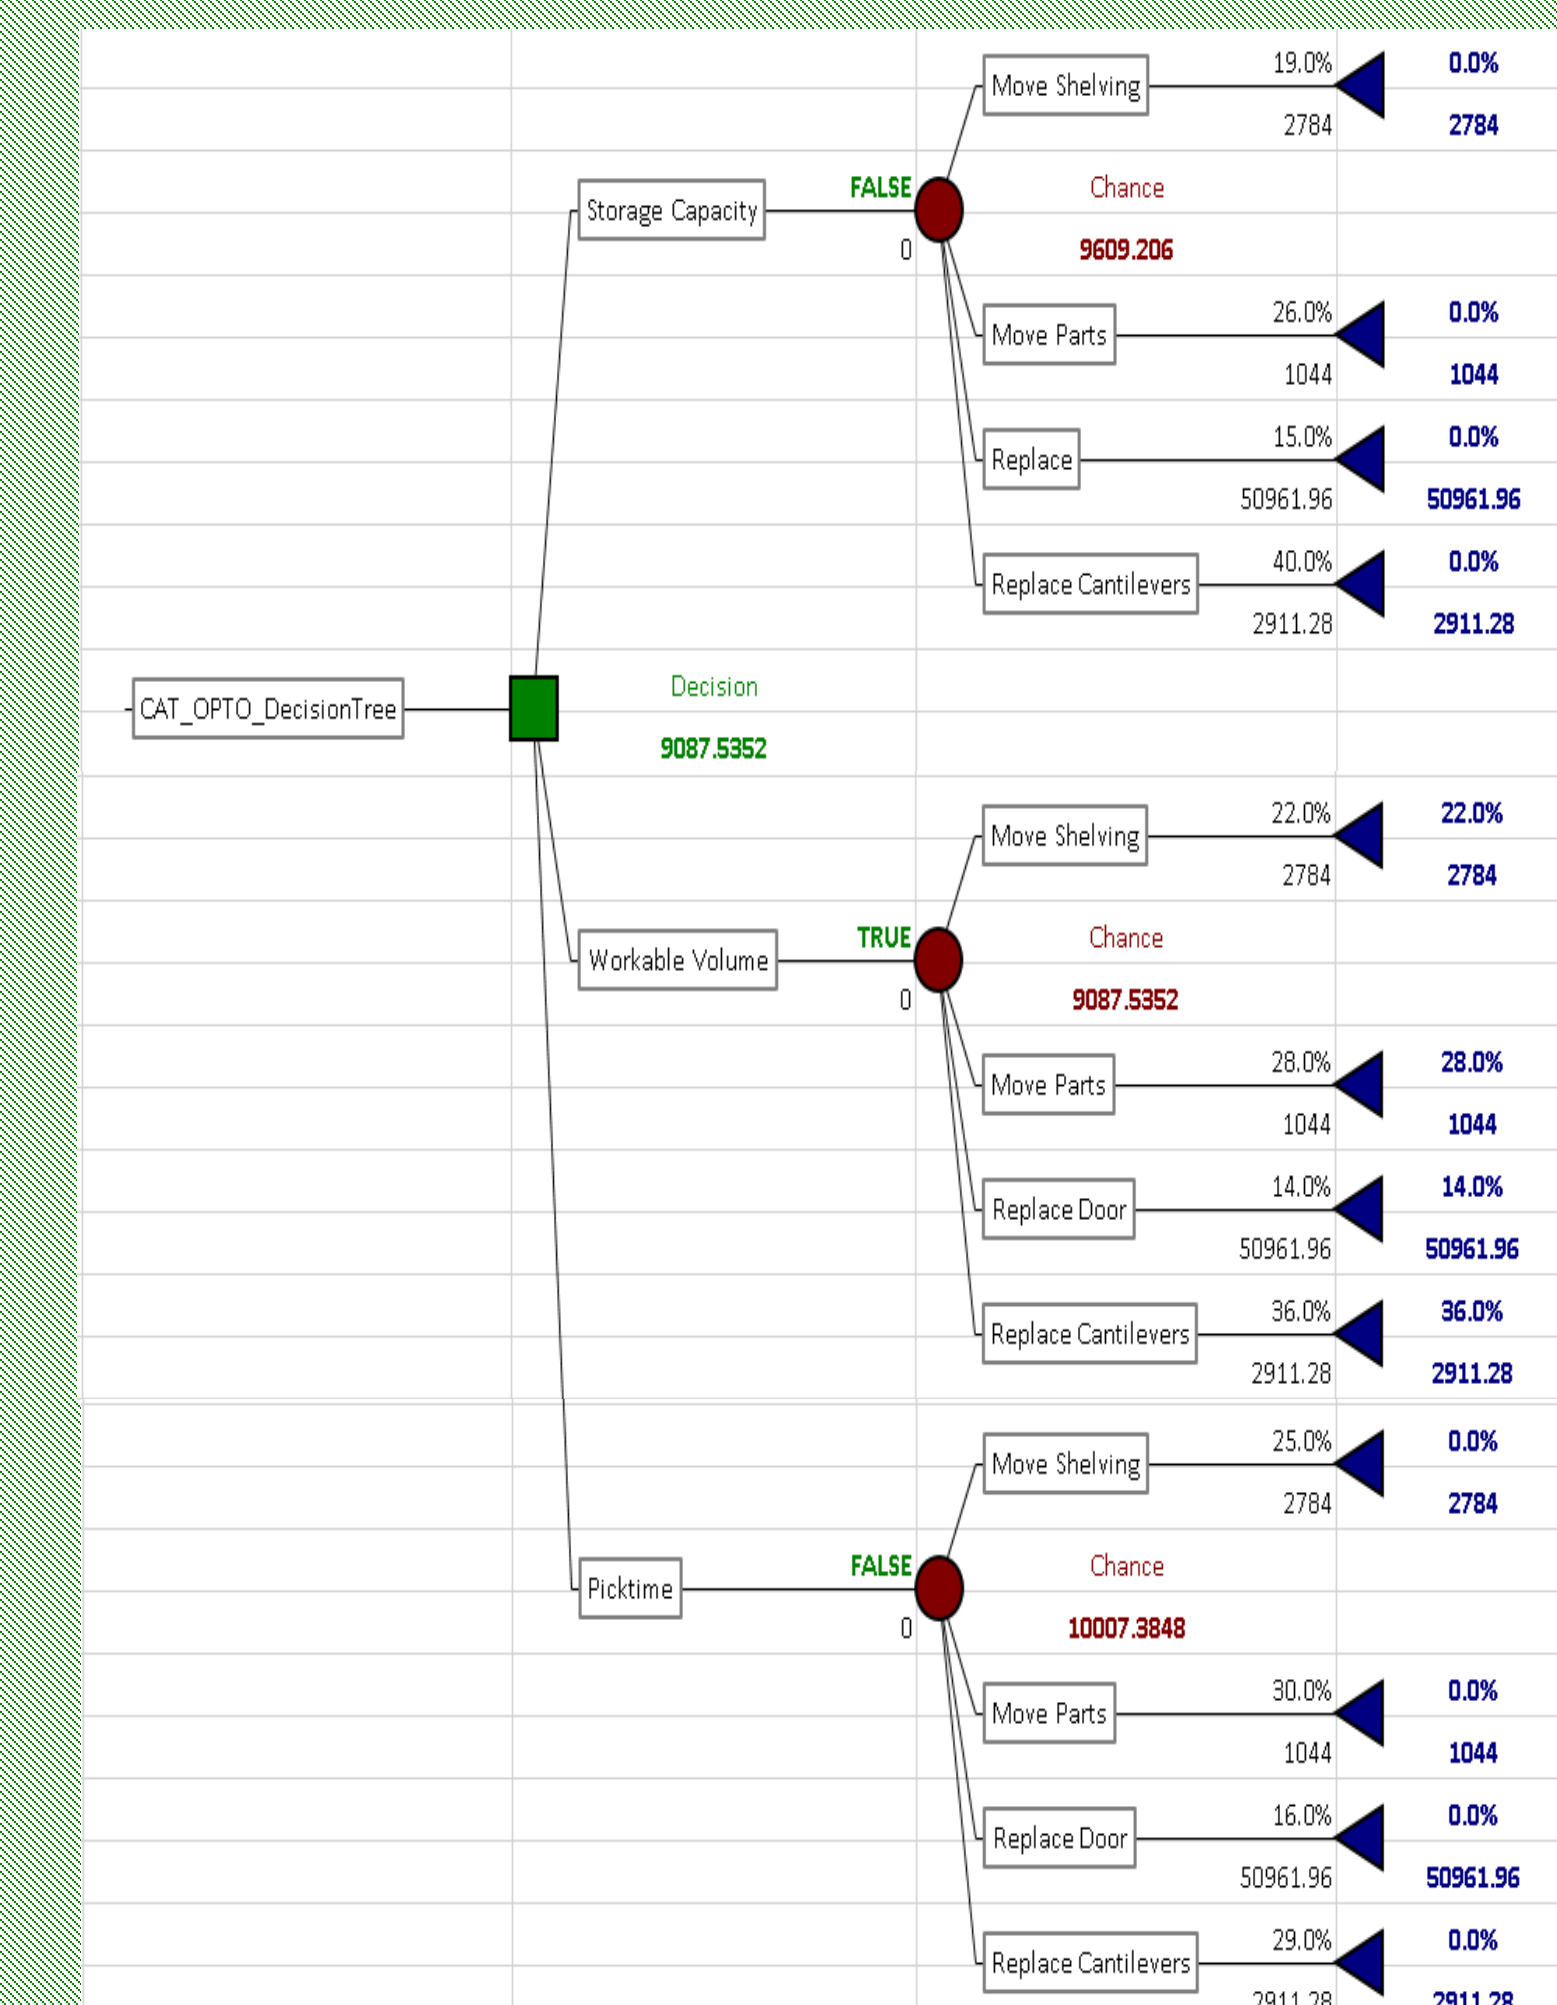 19.0% 0.0%
Move Shelving
2784 2784
FALSE Chance
Storage Capacity
0 9609.206
26.0% 0.0%
Move Parts
1044 1044
15.0% 0.0%
Replace
50961.96 50961.96
40.0% 0.0%
Replace Cantilevers
2911.28 2911.28
Decision
CAT_OPTO_DecisionTree
9087.5352
22.0% 22.0%
Move Shelving
2784 2784
TRUE Chance
Workable Volume
0 9087.5352
28.0% 28.0%
Move Parts
1044 1044
14.0% 14.0%
Replace Door
50961.96 50961.96
36.0% 36.0%
Replace Cantilevers
2911.28 2911.28
25.0% 0.0%
Move Shelving
2784 2784
FALSE Chance
Picktime
0 10007.3848
30.0% 0.0%
Move Parts
1044 1044
16.0% 0.0%
Replace Door
50961.96 50961.96
29.0% 0.0%
Replace Cantilevers
2911.28 2911.28